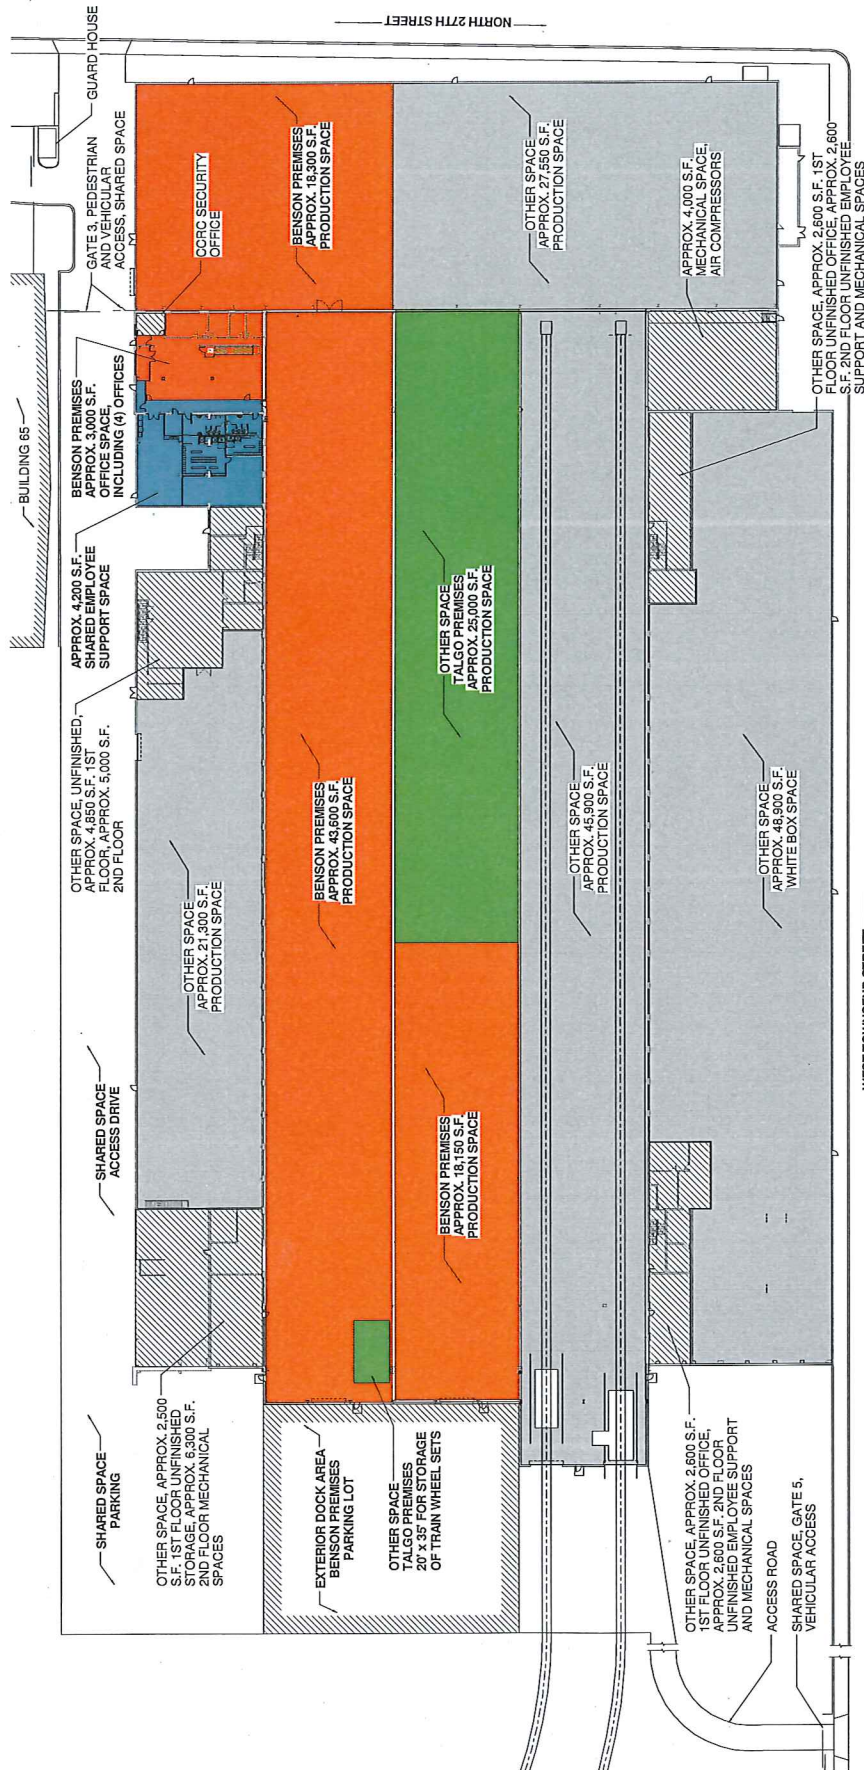 NORTH 27TH STREET
GUARD HOUSE
GATE 3, PEDESTRIAN
AND VEHICULAR
ACCESS, SHARED SPACE
BUILDING 65
CCRC SECURITY
OFFICE
BENSON PREMISES
APPROX. 18,300 S.F.
PRODUCTION SPACE
OTHER SPACE
APPROX. 27,550 S.F.
PRODUCTION SPACE
APPROX. 4,000 S.F.
MECHANICAL SPACE,
AIR COMPRESSORS
OTHER SPACE, APPROX. 2,600 S.F. 1ST
FLOOR UNFINISHED OFFICE, APPROX. 2,600
S.F. 2ND FLOOR UNFINISHED EMPLOYEE
SUPPORT AND MECHANICAL SPACES
BENSON PREMISES
APPROX. 3,000 S.F.
OFFICE SPACE,
INCLUDING (4) OFFICES
APPROX. 4,200 S.F.
SHARED EMPLOYEE
SUPPORT SPACE
OTHER SPACE, UNFINISHED,
APPROX. 4,850 S.F. 1ST
FLOOR, APPROX. 5,000 S.F.
2ND FLOOR
OTHER SPACE
APPROX. 21,300 S.F.
PRODUCTION SPACE
BENSON PREMISES
APPROX. 43,600 S.F.
PRODUCTION SPACE
OTHER SPACE
TALGO PREMISES
APPROX. 25,000 S.F.
PRODUCTION SPACE
OTHER SPACE
APPROX. 45,900 S.F.
PRODUCTION SPACE
OTHER SPACE
APPROX. 48,900 S.F.
WHITE BOX SPACE
SHARED SPACE
ACCESS DRIVE
BENSON PREMISES
APPROX. 18,150 S.F.
PRODUCTION SPACE
SHARED SPACE
PARKING
OTHER SPACE, APPROX. 2,500
S.F. 1ST FLOOR UNFINISHED
STORAGE, APPROX. 6,300 S.F.
2ND FLOOR MECHANICAL
SPACES
EXTERIOR DOCK AREA
BENSON PREMISES
PARKING LOT
OTHER SPACE
TALGO PREMISES
20' x 35' FOR STORAGE
OF TRAIN WHEEL SETS
OTHER SPACE, APPROX. 2,600 S.F.
1ST FLOOR UNFINISHED OFFICE,
APPROX. 2,600 S.F. 2ND FLOOR
UNFINISHED EMPLOYEE SUPPORT
AND MECHANICAL SPACES
ACCESS ROAD
SHARED SPACE, GATE 5,
VEHICULAR ACCESS